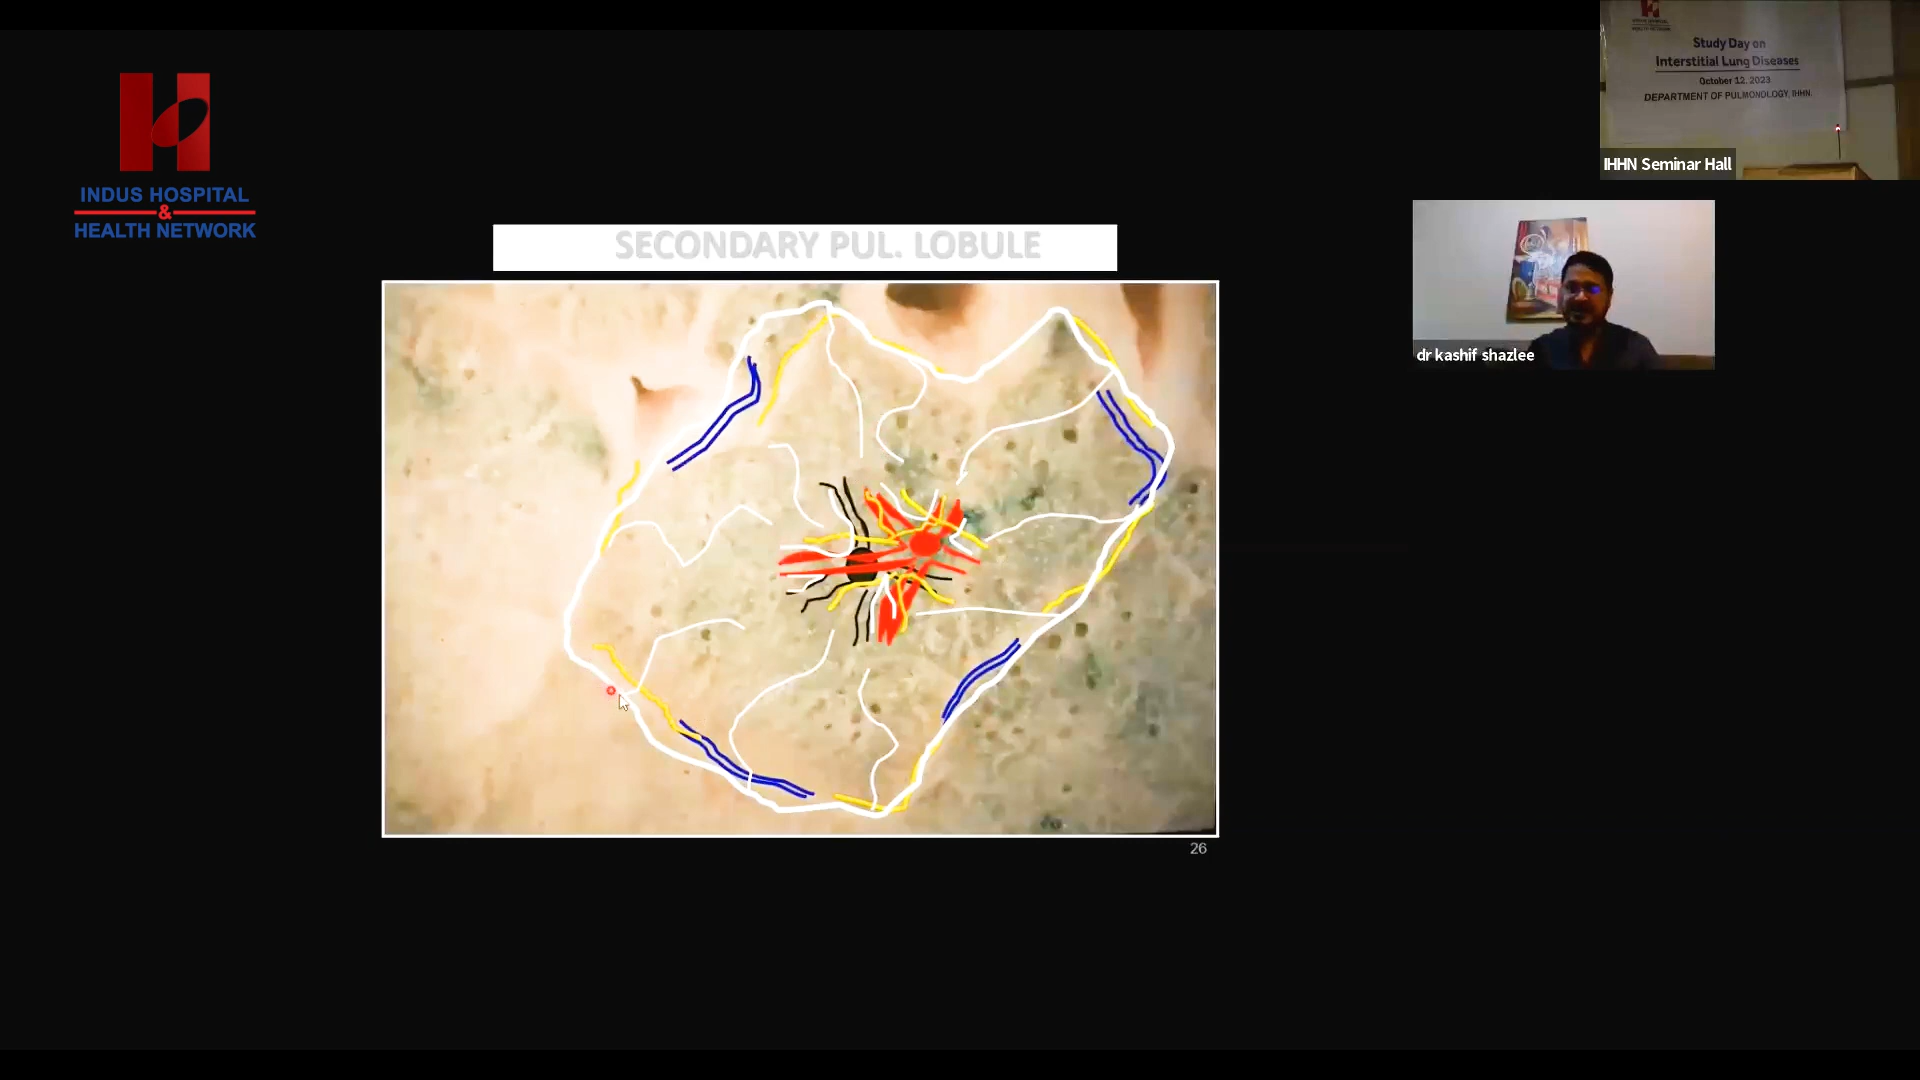 INDUS HOSPITAL
&
HEALTH NETWORK
SECONDARY PUL. LOBULE
26
Study Day on
Interstitial Lung Diseases
October 12, 2023
DEPARTMENT OF PULMONOLOGY, IHHN.
IHHN Seminar Hall
dr kashif shazlee